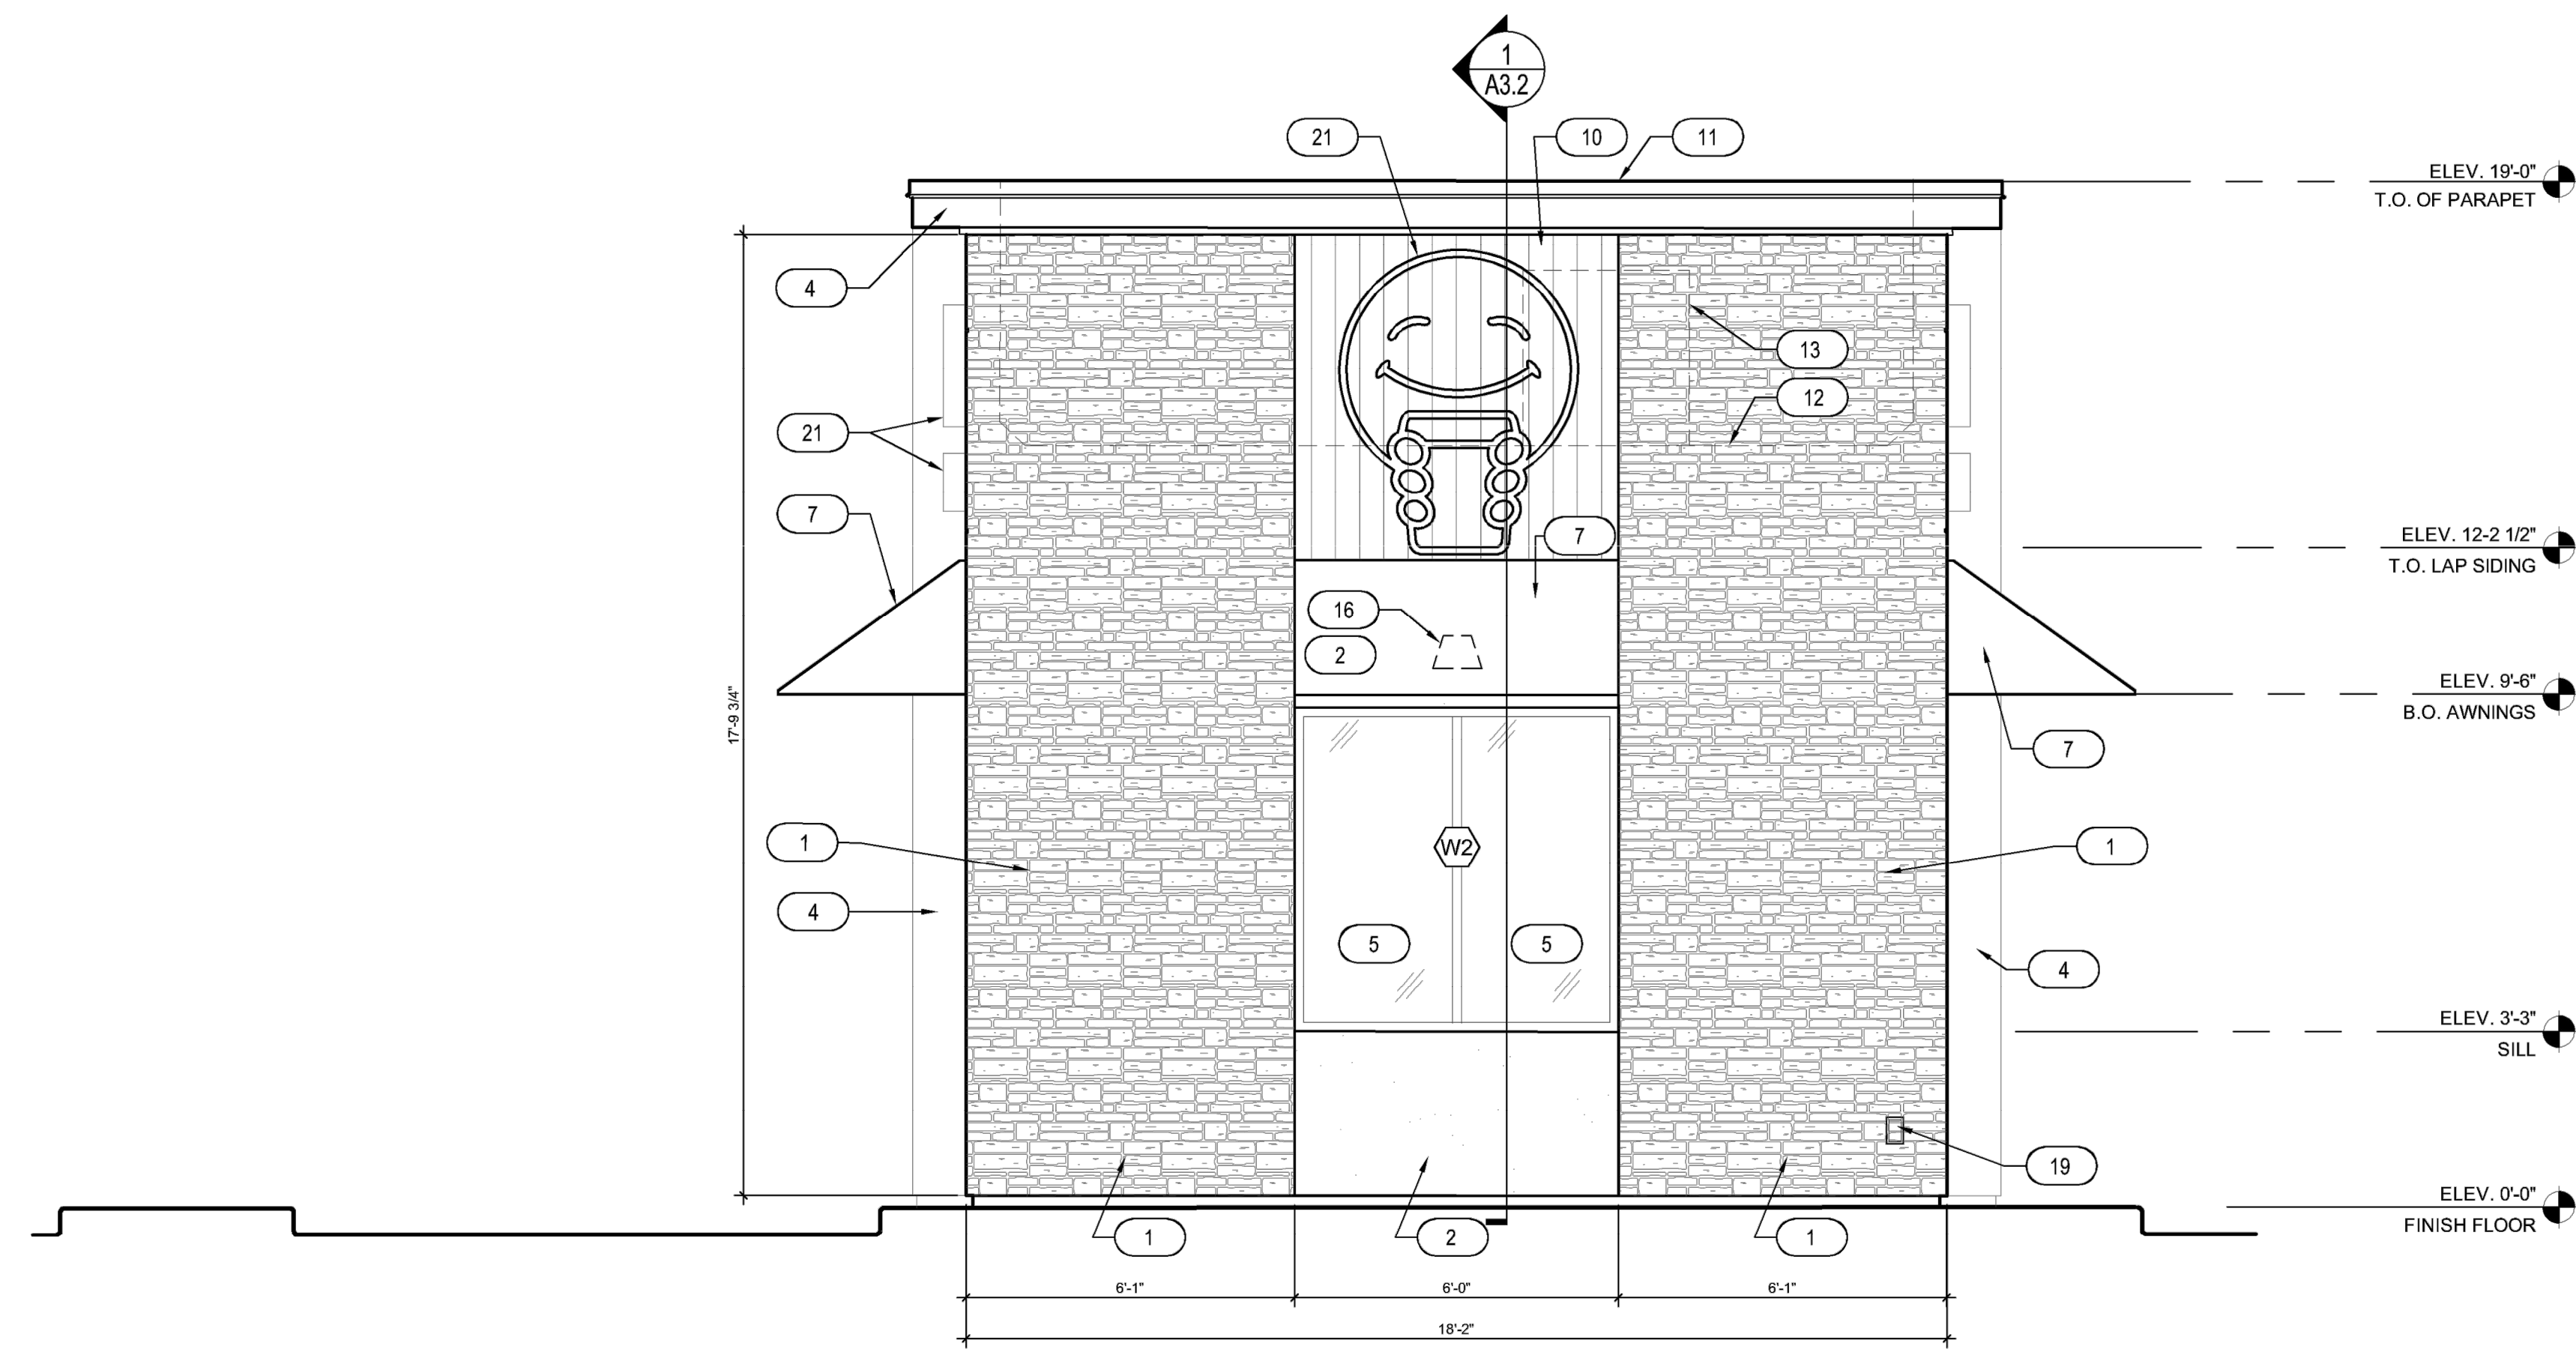 1
A3.2
21
10
11
ELEV. 19'-0"
T.O. OF PARAPET
4
13
12
21
7
7
ELEV. 12-2 1/2"
T.O. LAP SIDING
16
2
ELEV. 9'-6"
B.O. AWNINGS
17'-9 3/4"
7
1
W2
1
4
5
5
4
ELEV. 3'-3"
SILL
19
ELEV. 0'-0"
FINISH FLOOR
1
2
1
6'-1"
6'-0"
6'-1"
18'-2"